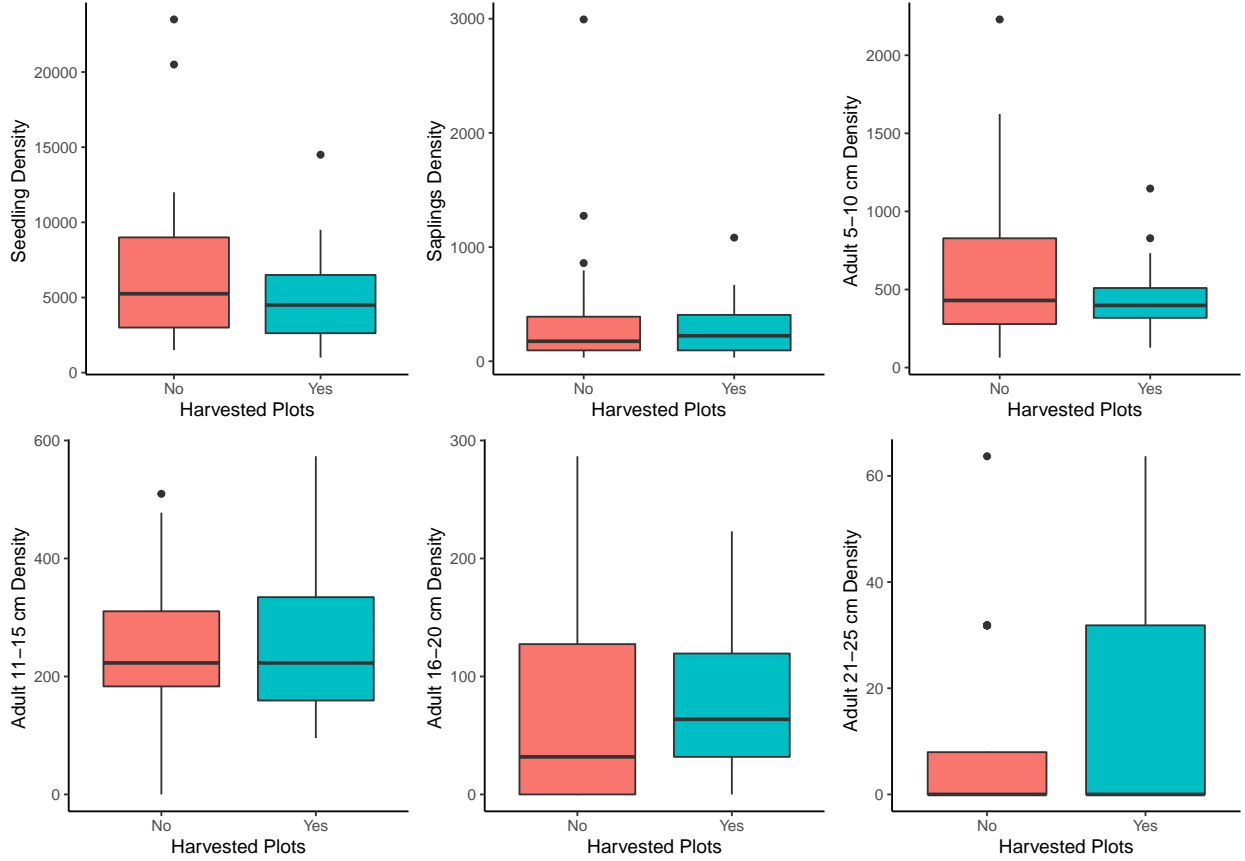 Seedling Density
20000
15000
10000
5000
0
No
Yes
Harvested Plots
Saplings Density
3000
2000
1000
0
No
Yes
Harvested Plots
Adult 5−10 cm Density
2000
1500
1000
500
0
No
Yes
Harvested Plots
Adult 11−15 cm Density
600
400
200
0
No
Yes
Harvested Plots
Adult 16−20 cm Density
300
200
100
0
No
Yes
Harvested Plots
Adult 21−25 cm Density
60
40
20
0
No
Yes
Harvested Plots